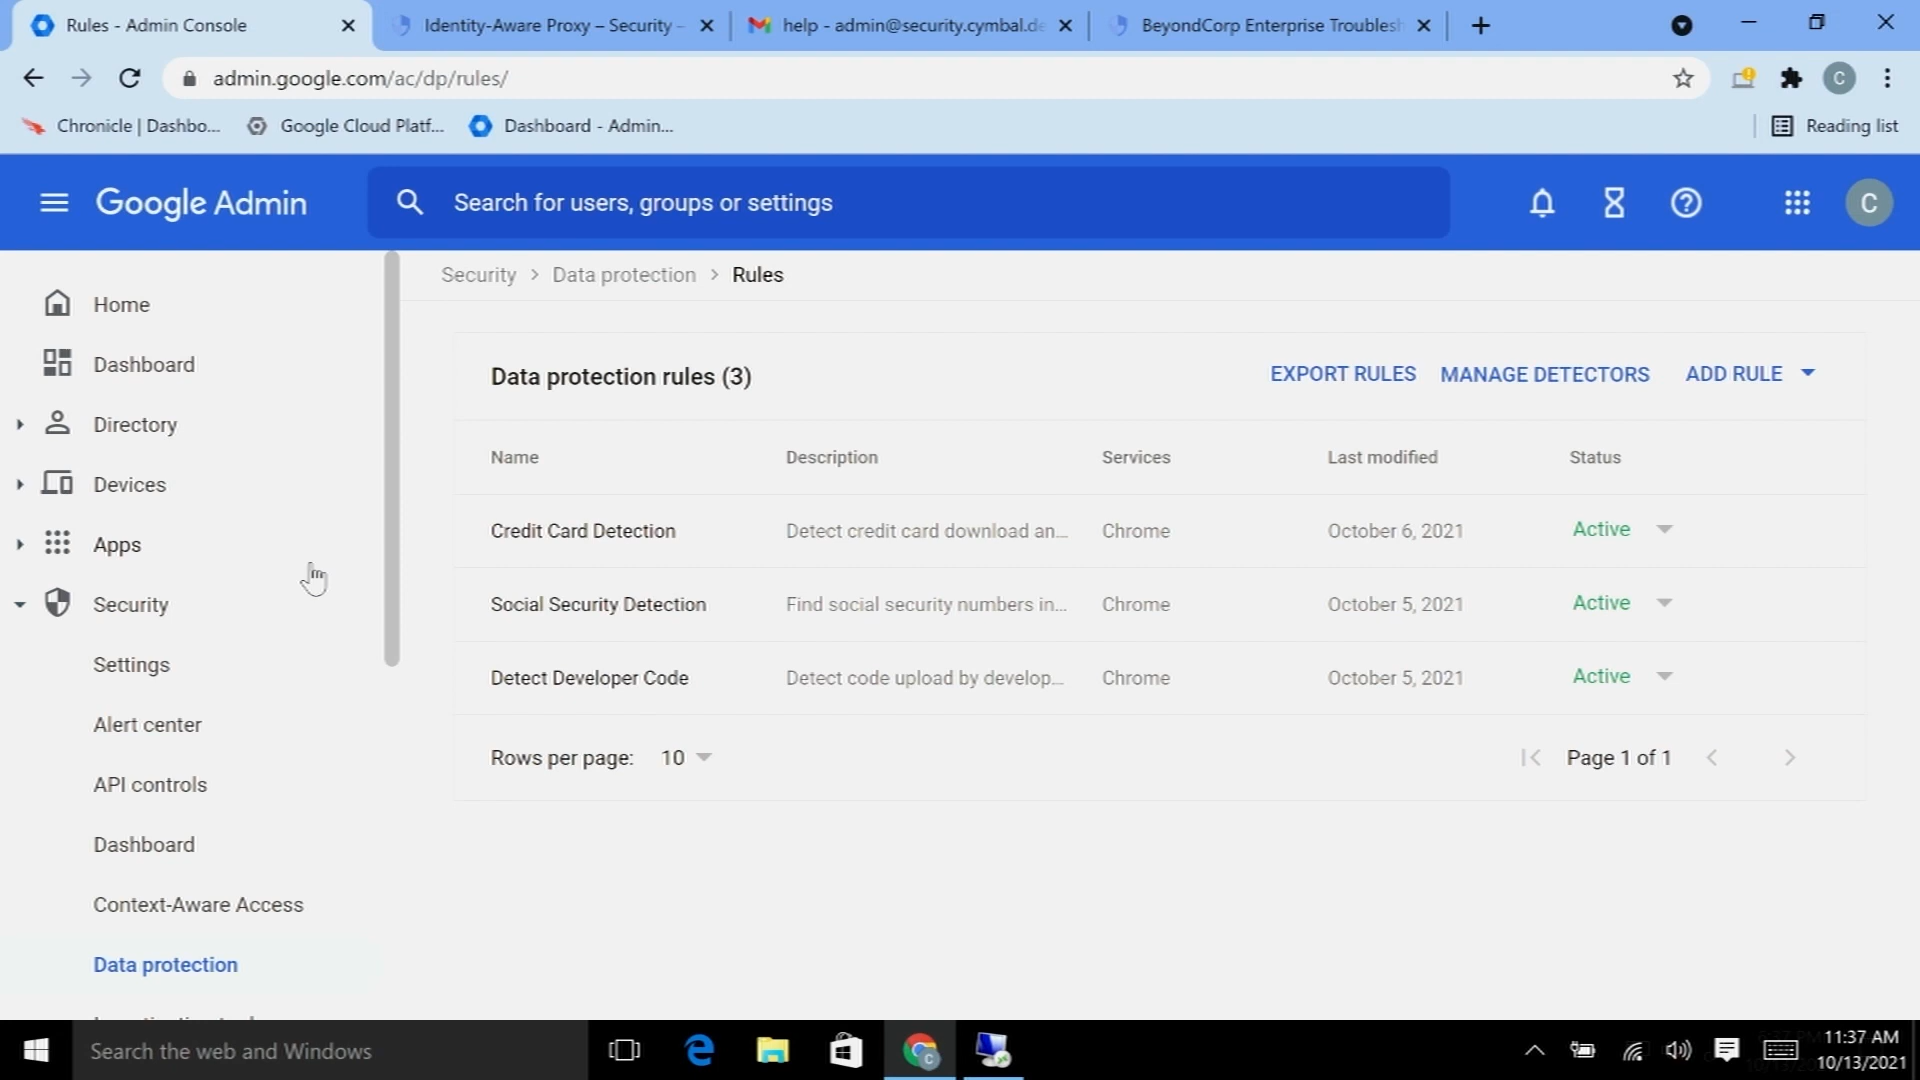 Rules - Admin Console
Identity-Aware Proxy – Security -
help - admin@security.cymbal.de
BeyondCorp Enterprise Troublesh
admin.google.com/ac/dp/rules/
C
Chronicle | Dashbo...
Google Cloud Platf...
Dashboard - Admin...
Reading list
Google Admin
Search for users, groups or settings
C
Home
Dashboard
Directory
Devices
Apps
Security
Settings
Alert center
API controls
Dashboard
Context-Aware Access
Data protection
Security > Data protection > Rules
Data protection rules (3)
EXPORT RULES
MANAGE DETECTORS
ADD RULE
Name Description Services Last modified Status
Credit Card Detection Detect credit card download an... Chrome October 6, 2021 Active
Social Security Detection Find social security numbers in... Chrome October 5, 2021 Active
Detect Developer Code Detect code upload by develop... Chrome October 5, 2021 Active
Rows per page: 10
Page 1 of 1
Search the web and Windows
11:37 AM
10/13/2021